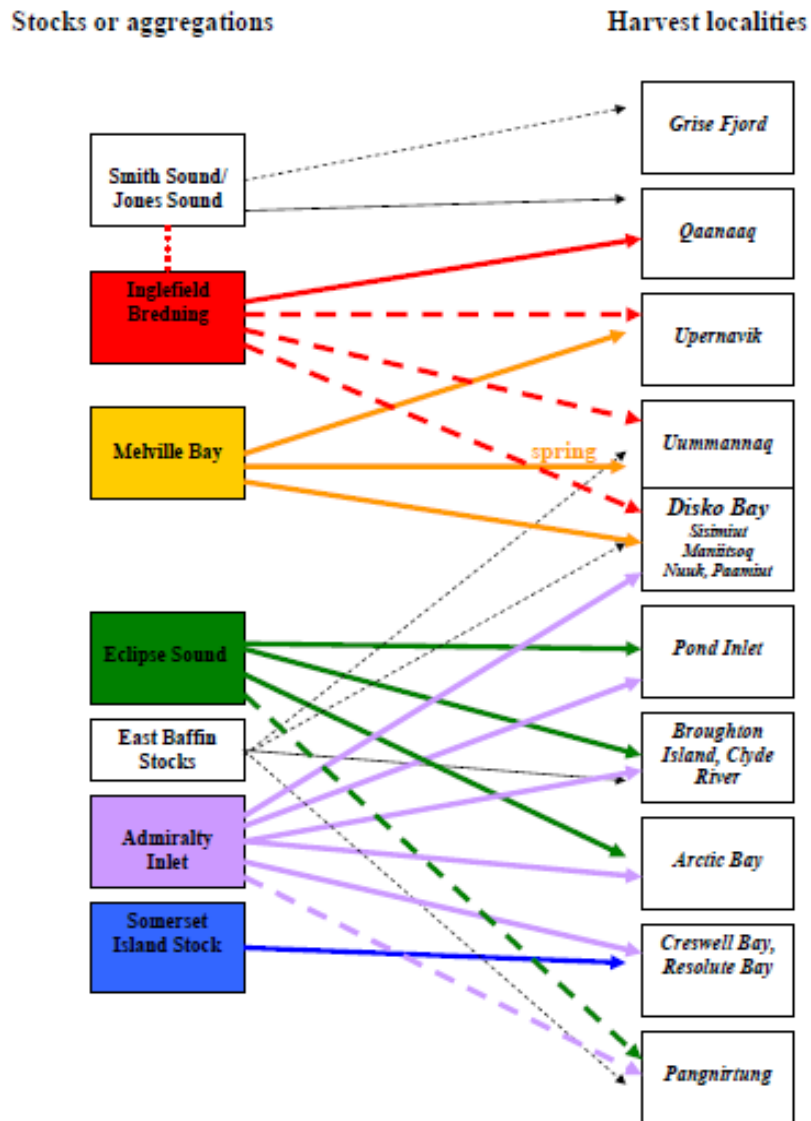 Stocks or aggregations
Harvest localities
Grise Fjord
Smith Sound/
Jones Sound
Qaanaaq
Inglefield
Bredning
Upernavik
Melville Bay
spring
Uummannaq
Disko Bay
Sisimiut
Maniitsoq
Nuuk, Paamiut
Eclipse Sound
Pond Inlet
East Baffin
Stocks
Broughton
Island, Clyde
River
Admiralty
Inlet
Arctic Bay
Somerset
Island Stock
Creswell Bay,
Resolute Bay
Pangnirtung